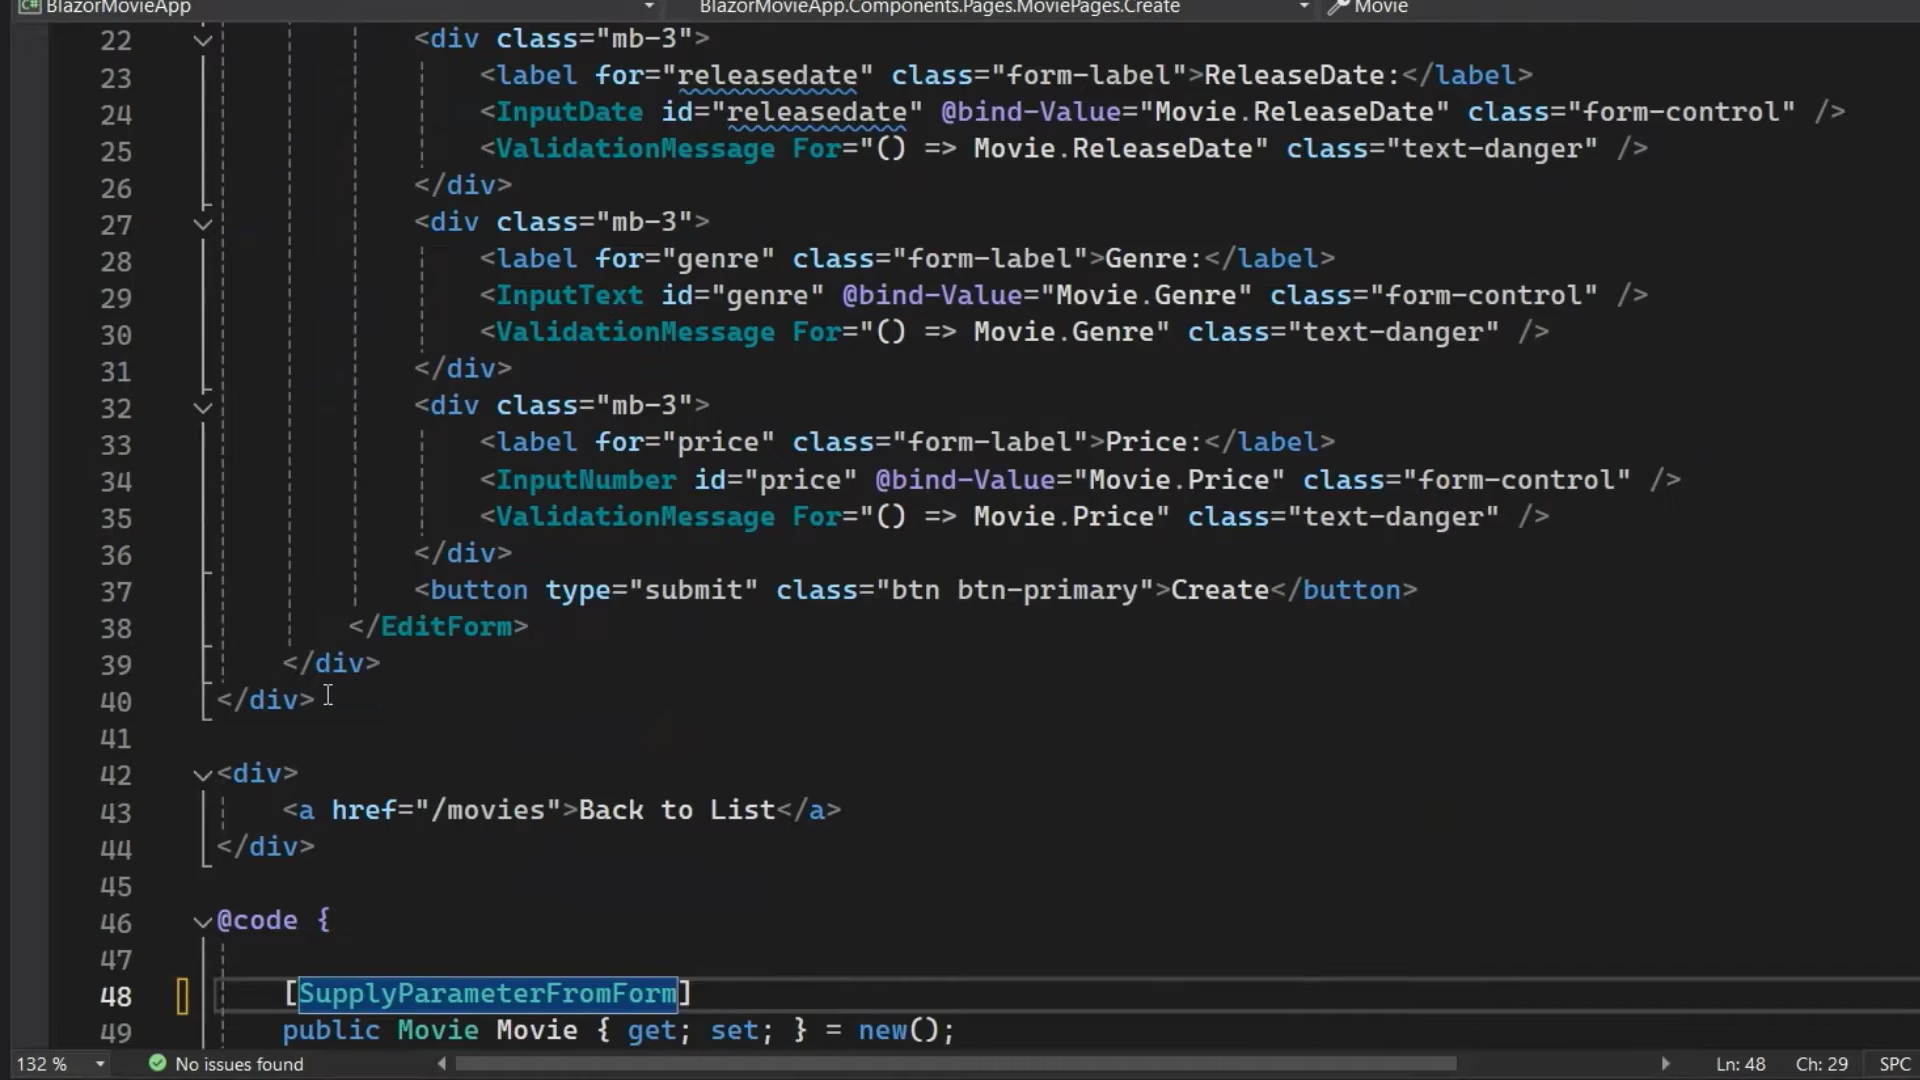 C# BlazorMovieApp BlazorMovieApp.Components.Pages.MoviePages.Create Movie
22 <div class="mb-3">
23 <label for="releasedate" class="form-label">ReleaseDate:</label>
24 <InputDate id="releasedate" @bind-Value="Movie.ReleaseDate" class="form-control" />
25 <ValidationMessage For="() => Movie.ReleaseDate" class="text-danger" />
26 </div>
27 <div class="mb-3">
28 <label for="genre" class="form-label">Genre:</label>
29 <InputText id="genre" @bind-Value="Movie.Genre" class="form-control" />
30 <ValidationMessage For="() => Movie.Genre" class="text-danger" />
31 </div>
32 <div class="mb-3">
33 <label for="price" class="form-label">Price:</label>
34 <InputNumber id="price" @bind-Value="Movie.Price" class="form-control" />
35 <ValidationMessage For="() => Movie.Price" class="text-danger" />
36 </div>
37 <button type="submit" class="btn btn-primary">Create</button>
38 </EditForm>
39 </div>
40 </div>
41
42 <div>
43 <a href="/movies">Back to List</a>
44 </div>
45
46 @code {
47
48 [SupplyParameterFromForm]
49 public Movie Movie { get; set; } = new();
132 % No issues found Ln: 48 Ch: 29 SPC